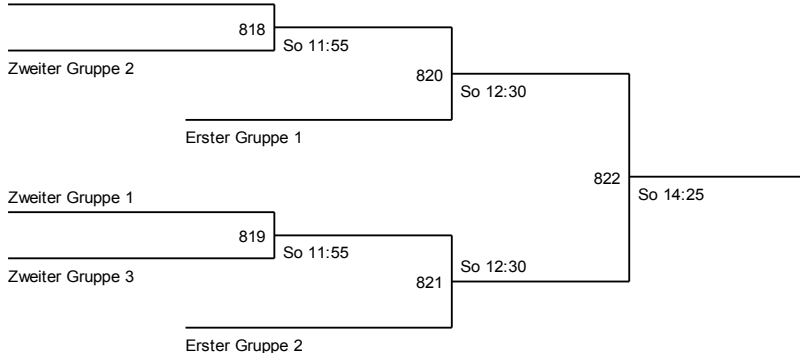 818
So 11:55
Zweiter Gruppe 2
820
So 12:30
Erster Gruppe 1
822
So 14:25
Zweiter Gruppe 1
819
So 11:55
Zweiter Gruppe 3
So 12:30
821
Erster Gruppe 2